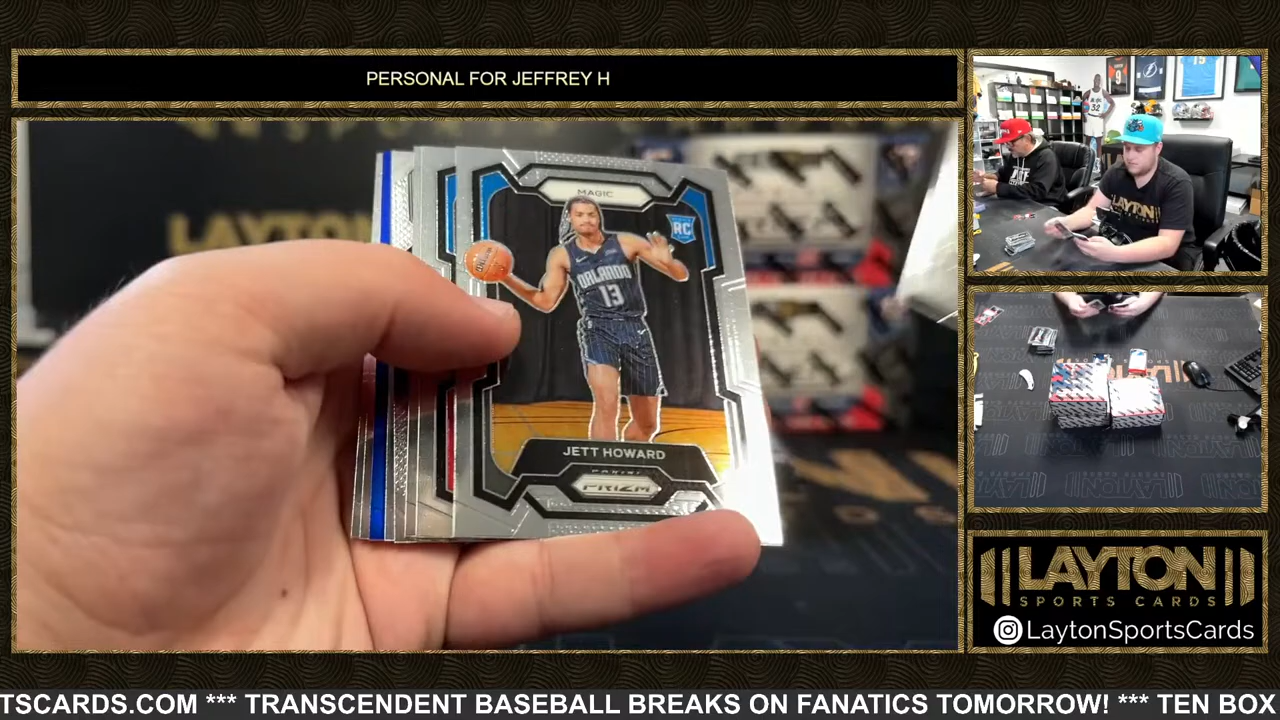 PERSONAL FOR JEFFREY H
MAGIC
RC
ORLANDO
13
JETT HOWARD
PANINI
PRIZM
LAYTON
LAYTON
SPORTS CARDS
LaytonSportsCards
TSCARDS.COM *** TRANSCENDENT BASEBALL BREAKS ON FANATICS TOMORROW! *** TEN BOX